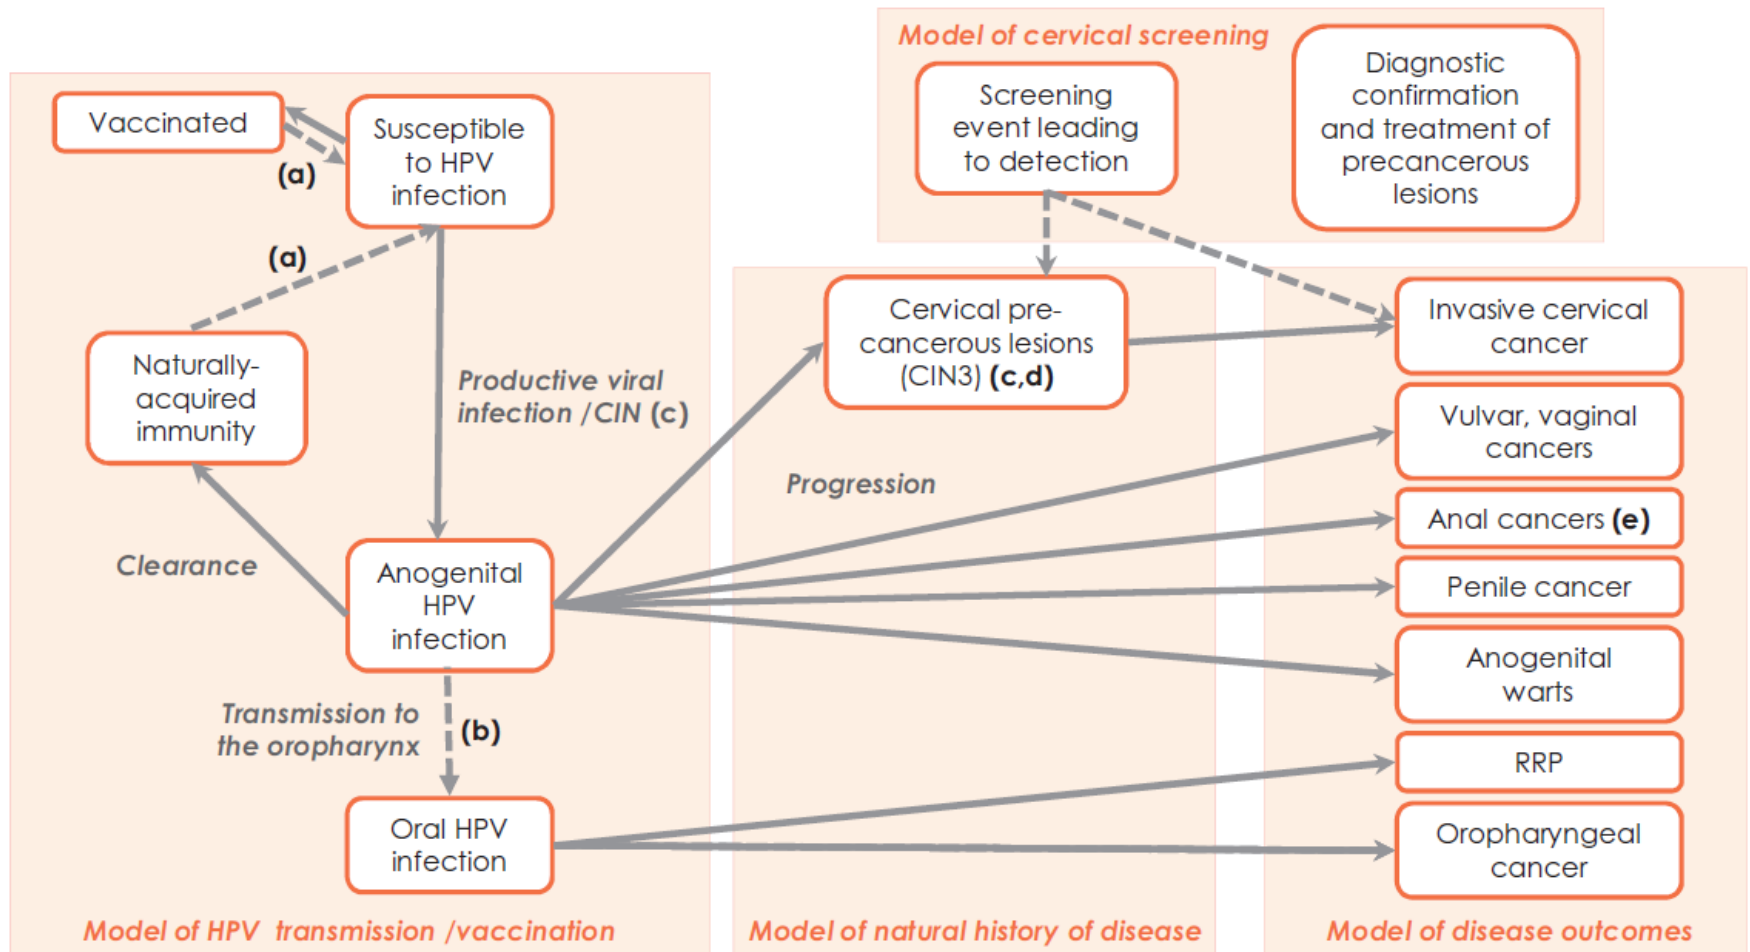 Model of cervical screening
Screening
event leading
to detection
Diagnostic
confirmation
and treatment of
precancerous
lesions
Vaccinated
(a)
Susceptible
to HPV
infection
(a)
Naturally-
acquired
immunity
Productive viral
infection /CIN (c)
Clearance
Anogenital
HPV
infection
Transmission to
the oropharynx
(b)
Oral HPV
infection
Model of HPV transmission /vaccination
Cervical pre-
cancerous lesions
(CIN3) (c,d)
Progression
Model of natural history of disease
Invasive cervical
cancer
Vulvar, vaginal
cancers
Anal cancers (e)
Penile cancer
Anogenital
warts
RRP
Oropharyngeal
cancer
Model of disease outcomes